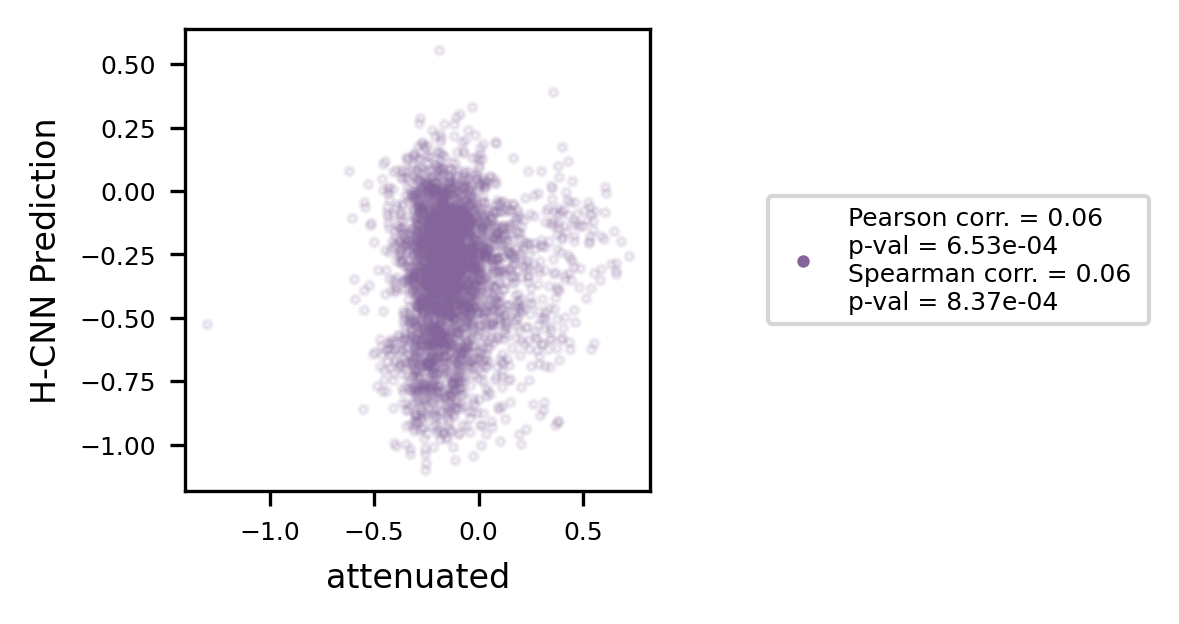 H-CNN Prediction
0.50
0.25
0.00
−0.25
−0.50
−0.75
−1.00
−1.0
−0.5
0.0
0.5
attenuated
Pearson corr. = 0.06
p-val = 6.53e-04
Spearman corr. = 0.06
p-val = 8.37e-04